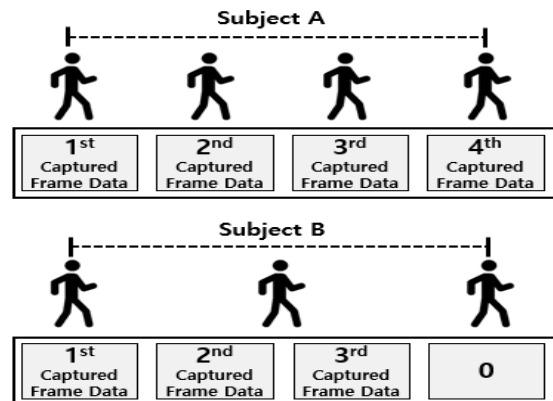 Subject A
1st 2nd 3rd 4th
Captured Captured Captured Captured
Frame Data Frame Data Frame Data Frame Data
Subject B
1st 2nd 3rd 0
Captured Captured Captured
Frame Data Frame Data Frame Data